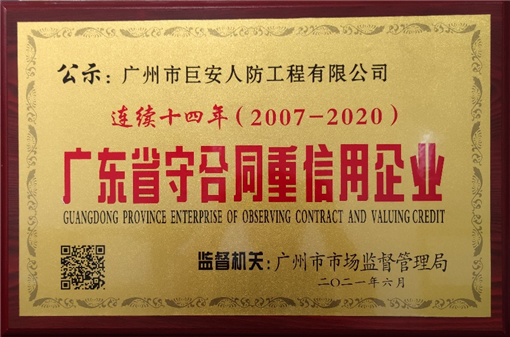 公示：广州市巨安人防工程有限公司
连续十四年（2007-2020）
广东省守合同重信用企业
GUANGDONG PROVINCE ENTERPRISE OF OBSERVING CONTRACT AND VALUING CREDIT
监督机关：广州市市场监督管理局
二〇二一年六月